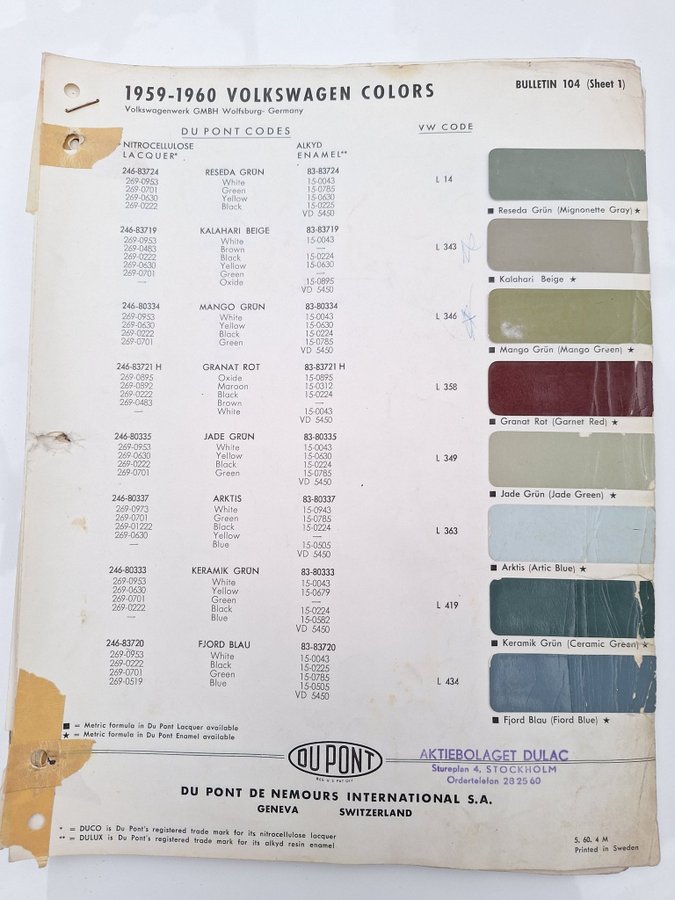 1959-1960 VOLKSWAGEN COLORS
BULLETIN 104 (Sheet 1)
Volkswagenwerk GMBH Wolfsburg- Germany
DU PONT CODES
VW CODE
NITROCELLULOSE ALKYD
LACQUER* ENAMEL**
246-83724 RESEDA GRÜN 83-83724
269-0953 White 15-0043
269-0701 Green 15-0785
269-0630 Yellow 15-0630
269-0222 Black 15-0225
VD 5450
L 14
■ Reseda Grün (Mignonette Gray) ★
246-83719 KALAHARI BEIGE 83-83719
269-0953 White 15-0043
269-0483 Brown —
269-0222 Black 15-0224
269-0630 Yellow 15-0630
269-0701 Green —
— Oxide 15-0895
VD 5450
L 343
■ Kalahari Beige ★
246-80334 MANGO GRÜN 83-80334
269-0953 White 15-0043
269-0630 Yellow 15-0630
269-0222 Black 15-0224
269-0701 Green 15-0785
VD 5450
L 346
■ Mango Grün (Mango Green) ★
246-83721 H GRANAT ROT 83-83721 H
269-0895 Oxide 15-0895
269-0892 Maroon 15-0312
269-0222 Black 15-0224
269-0483 Brown —
— White 15-0043
VD 5450
L 358
■ Granat Rot (Garnet Red) ★
246-80335 JADE GRÜN 83-80335
269-0953 White 15-0043
269-0630 Yellow 15-0630
269-0222 Black 15-0224
269-0701 Green 15-0785
VD 5450
L 349
■ Jade Grün (Jade Green) ★
246-80337 ARKTIS 83-80337
269-0973 White 15-0943
269-0701 Green 15-0785
269-01222 Black 15-0224
269-0630 Yellow —
— Blue 15-0505
VD 5450
L 363
■ Arktis (Artic Blue) ★
246-80333 KERAMIK GRÜN 83-80333
269-0953 White 15-0043
269-0630 Yellow 15-0679
269-0701 Green —
269-0222 Black 15-0224
— Blue 15-0582
VD 5450
L 419
■ Keramik Grün (Ceramic Green) ★
246-83720 FJORD BLAU 83-83720
269-0953 White 15-0043
269-0222 Black 15-0225
269-0701 Green 15-0785
269-0519 Blue 15-0505
VD 5450
L 434
■ Fjord Blau (Fiord Blue) ★
■ = Metric formula in Du Pont Lacquer available
★ = Metric formula in Du Pont Enamel available
DU PONT
REG. U.S. PAT. OFF.
AKTIEBOLAGET DULAC
Stureplan 4, STOCKHOLM
Ordertelefon 28 25 60
DU PONT DE NEMOURS INTERNATIONAL S.A.
GENEVA SWITZERLAND
* = DUCO is Du Pont's registered trade mark for its nitrocellulose lacquer
** = DULUX is Du Pont's registered trade mark for its alkyd resin enamel
5. 60. 4 M
Printed in Sweden